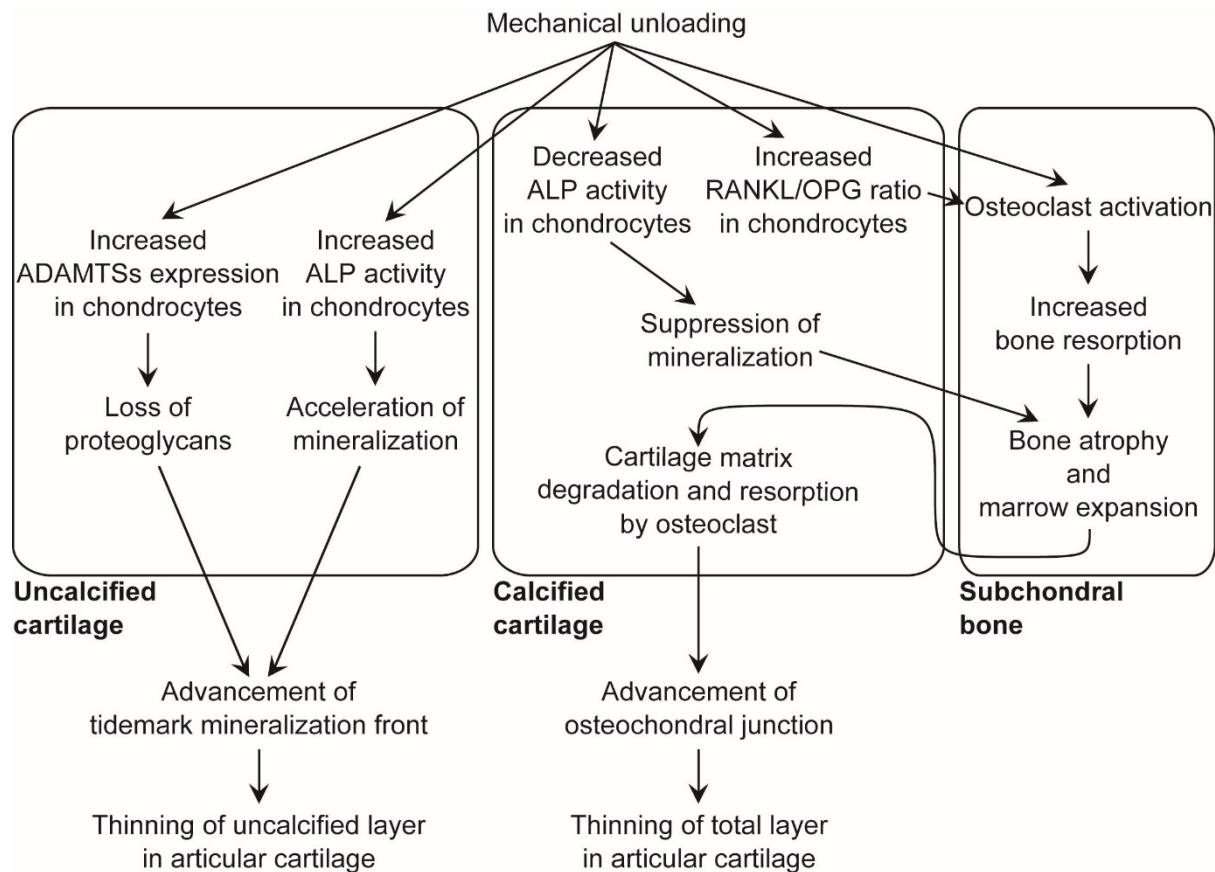 Mechanical unloading
Increased
ADAMTSs expression
in chondrocytes
Increased
ALP activity
in chondrocytes
Loss of
proteoglycans
Acceleration of
mineralization
Uncalcified
cartilage
Decreased
ALP activity
in chondrocytes
Increased
RANKL/OPG ratio
in chondrocytes
Suppression of
mineralization
Cartilage matrix
degradation and resorption
by osteoclast
Calcified
cartilage
Osteoclast activation
Increased
bone resorption
Bone atrophy
and
marrow expansion
Subchondral
bone
Advancement of
tidemark mineralization front
Thinning of uncalcified layer
in articular cartilage
Advancement of
osteochondral junction
Thinning of total layer
in articular cartilage